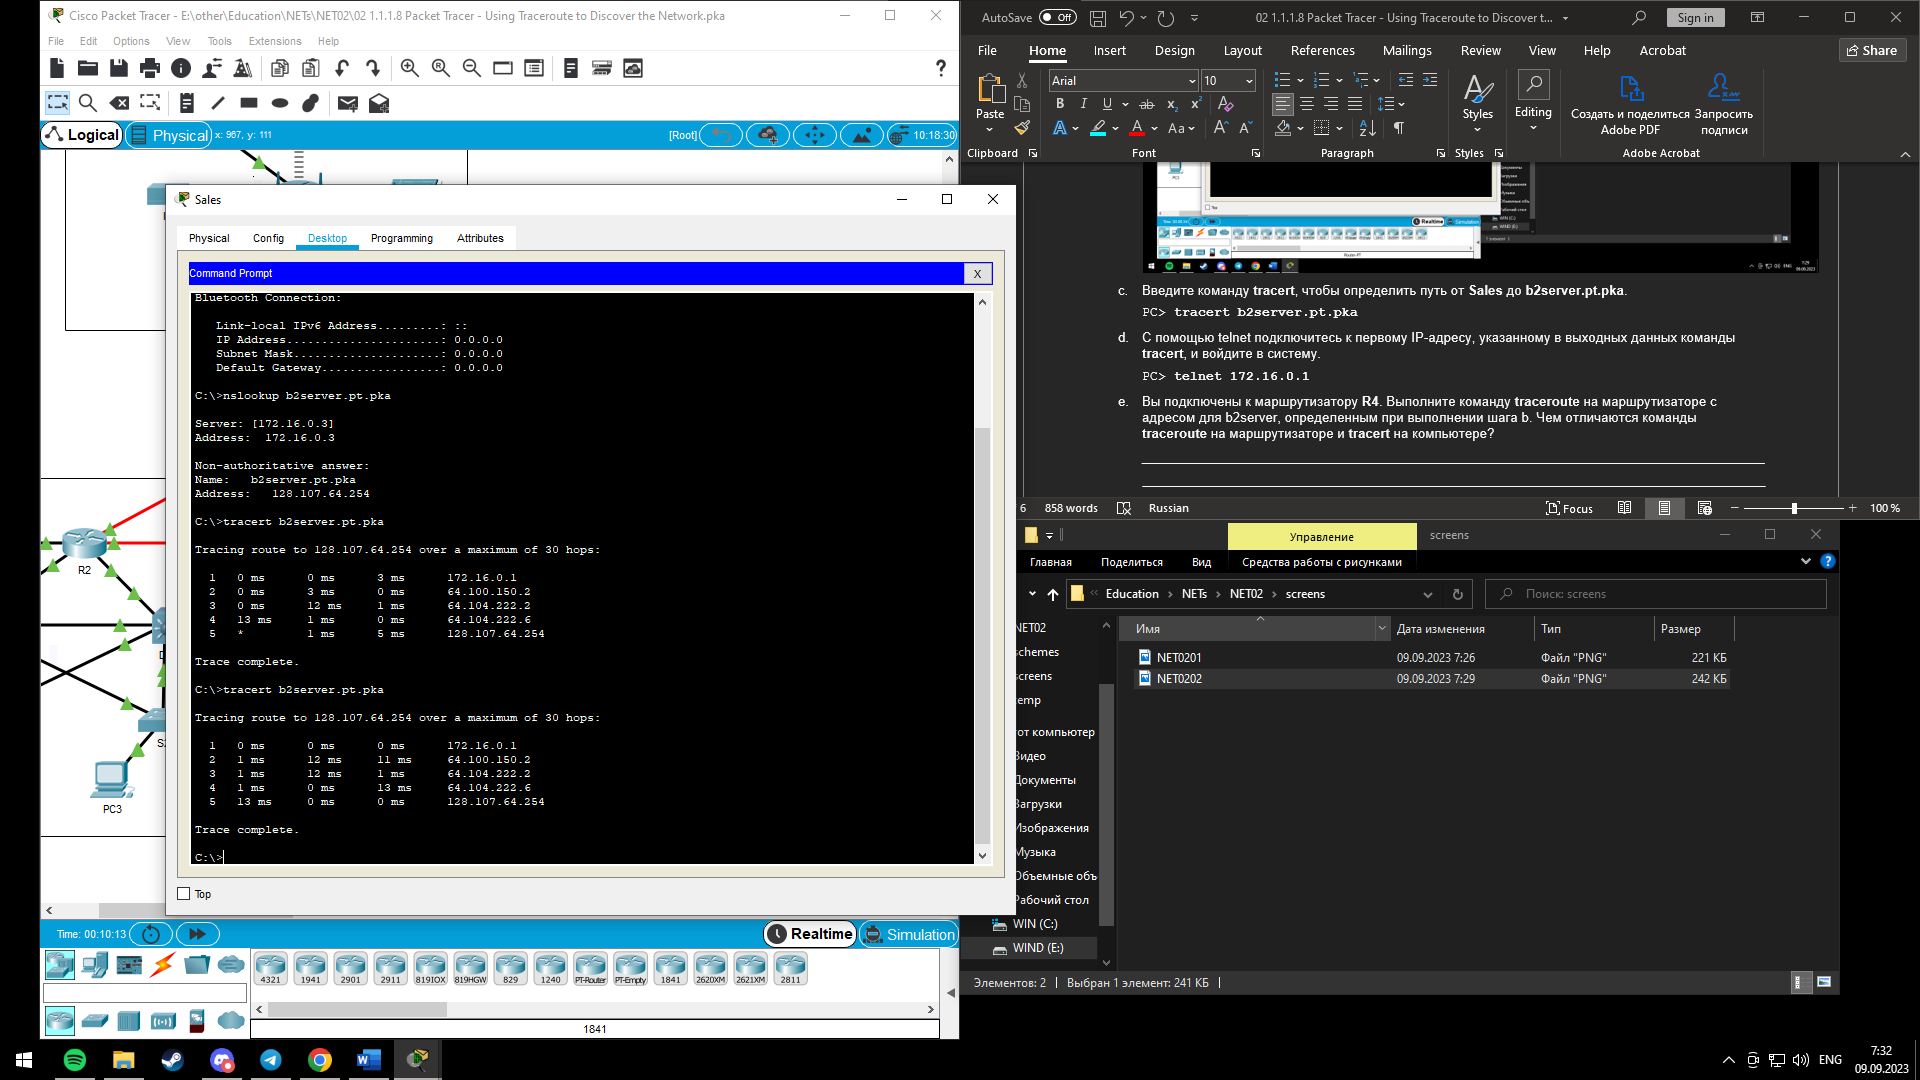 Cisco Packet Tracer - E:\other\Education\NETs\NET02\02 1.1.1.8 Packet Tracer - Using Traceroute to Discover the Network.pka
File Edit Options View Tools Extensions Help
Logical
Physical
x: 967, y: 111
[Root]
10:18:30
R2
PC3
Sales
Physical Config Desktop Programming Attributes
Command Prompt
X
Bluetooth Connection:
Link-local IPv6 Address.........: ::
IP Address......................: 0.0.0.0
Subnet Mask.....................: 0.0.0.0
Default Gateway.................: 0.0.0.0
C:\>nslookup b2server.pt.pka
Server: [172.16.0.3]
Address:  172.16.0.3
Non-authoritative answer:
Name:   b2server.pt.pka
Address:   128.107.64.254
C:\>tracert b2server.pt.pka
Tracing route to 128.107.64.254 over a maximum of 30 hops:
1   0 ms      0 ms      3 ms      172.16.0.1
2   0 ms      3 ms      0 ms      64.100.150.2
3   0 ms      12 ms     1 ms      64.104.222.2
4   13 ms     1 ms      0 ms      64.104.222.6
5   *         1 ms      5 ms      128.107.64.254
Trace complete.
C:\>tracert b2server.pt.pka
Tracing route to 128.107.64.254 over a maximum of 30 hops:
1   0 ms      0 ms      0 ms      172.16.0.1
2   1 ms      12 ms     11 ms     64.100.150.2
3   1 ms      12 ms     1 ms      64.104.222.2
4   1 ms      0 ms      13 ms     64.104.222.6
5   13 ms     0 ms      0 ms      128.107.64.254
Trace complete.
C:\>
Top
Time: 00:10:13
Realtime
Simulation
4321 1941 2901 2911 819IOX 819HGW 829 1240 PT-Router PT-Empty 1841 2620XM 2621XM 2811
1841
AutoSave Off
02 1.1.1.8 Packet Tracer - Using Traceroute to Discover t...
Sign in
File Home Insert Design Layout References Mailings Review View Help Acrobat
Share
Arial 10
Paste
Styles
Editing
Создать и поделиться Adobe PDF
Запросить подписи
Clipboard Font Paragraph Styles Adobe Acrobat
c. Введите команду tracert, чтобы определить путь от Sales до b2server.pt.pka.
PC> tracert b2server.pt.pka
d. С помощью telnet подключитесь к первому IP-адресу, указанному в выходных данных команды
tracert, и войдите в систему.
PC> telnet 172.16.0.1
e. Вы подключены к маршрутизатору R4. Выполните команду traceroute на маршрутизаторе с
адресом для b2server, определенным при выполнении шага b. Чем отличаются команды
traceroute на маршрутизаторе и tracert на компьютере?
6 858 words Russian
Focus
100 %
Управление
screens
Главная Поделиться Вид Средства работы с рисунками
Education NETs NET02 screens
Поиск: screens
Имя Дата изменения Тип Размер
NET0201 09.09.2023 7:26 Файл "PNG" 221 КБ
NET0202 09.09.2023 7:29 Файл "PNG" 242 КБ
NET02
schemes
screens
temp
от компьютер
Видео
Документы
Загрузки
Изображения
Музыка
Объемные объ
Рабочий стол
WIN (C:)
WIND (E:)
Элементов: 2
Выбран 1 элемент: 241 КБ
ENG
7:32
09.09.2023